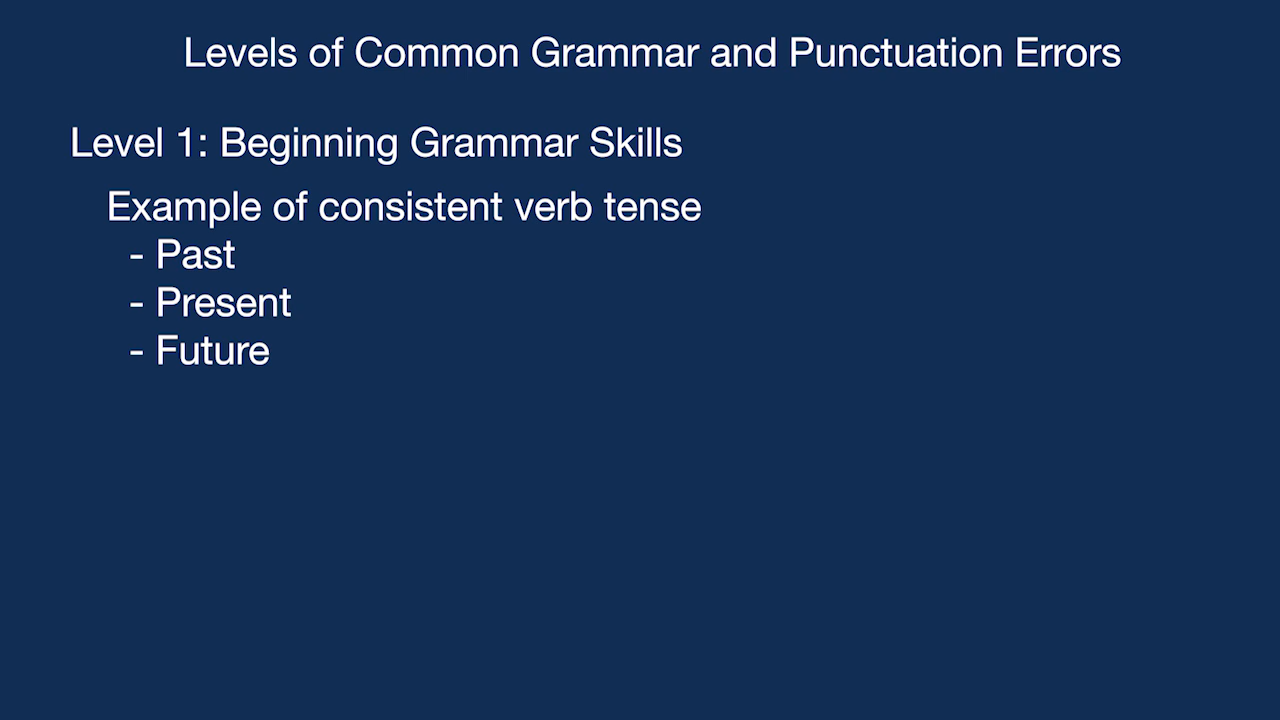 Levels of Common Grammar and Punctuation Errors
Level 1: Beginning Grammar Skills
Example of consistent verb tense
- Past
- Present
- Future